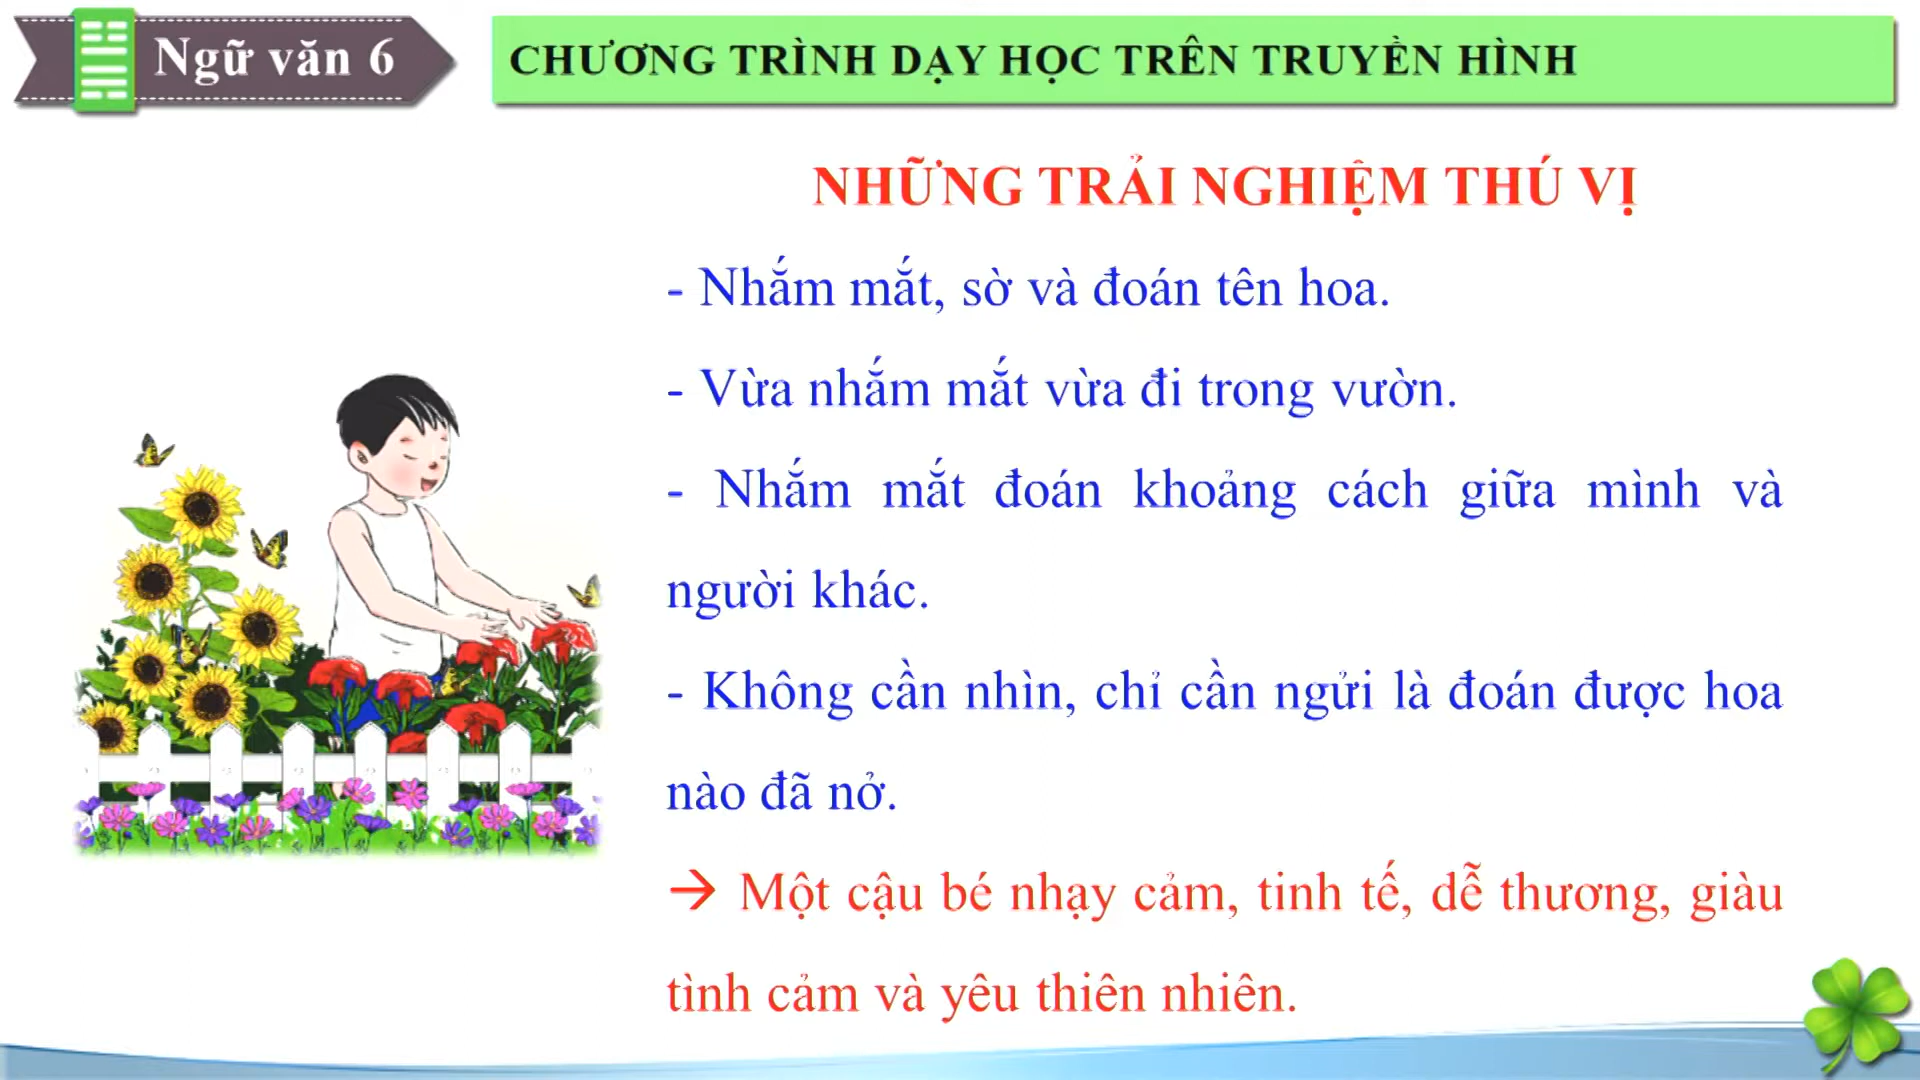 Ngữ văn 6
CHƯƠNG TRÌNH DẠY HỌC TRÊN TRUYỀN HÌNH
NHỮNG TRẢI NGHIỆM THÚ VỊ
- Nhắm mắt, sờ và đoán tên hoa.
- Vừa nhắm mắt vừa đi trong vườn.
- Nhắm mắt đoán khoảng cách giữa mình và
người khác.
- Không cần nhìn, chỉ cần ngửi là đoán được hoa
nào đã nở.
→ Một cậu bé nhạy cảm, tinh tế, dễ thương, giàu
tình cảm và yêu thiên nhiên.